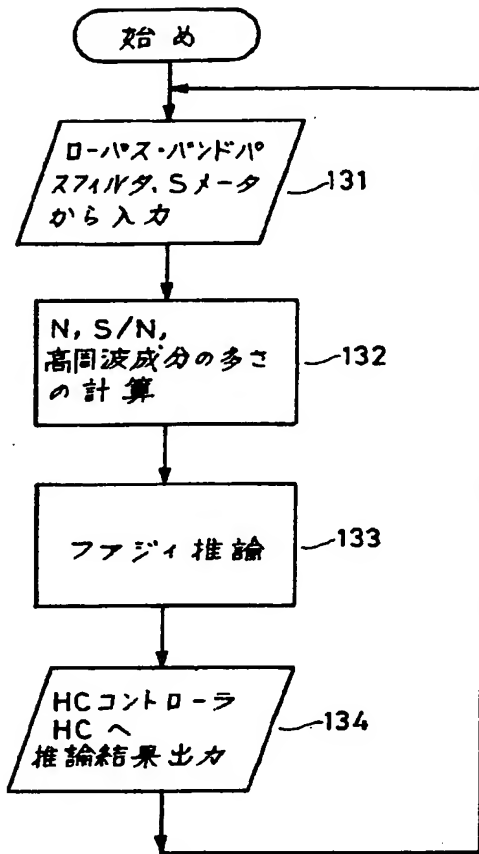 始め
ローパス・バンドパ
スフィルタ、Sメータ
から入力
131
N, S/N,
高周波成分の多さ
の計算
132
ファジィ推論
133
HCコントローラ
HCへ
推論結果出力
134